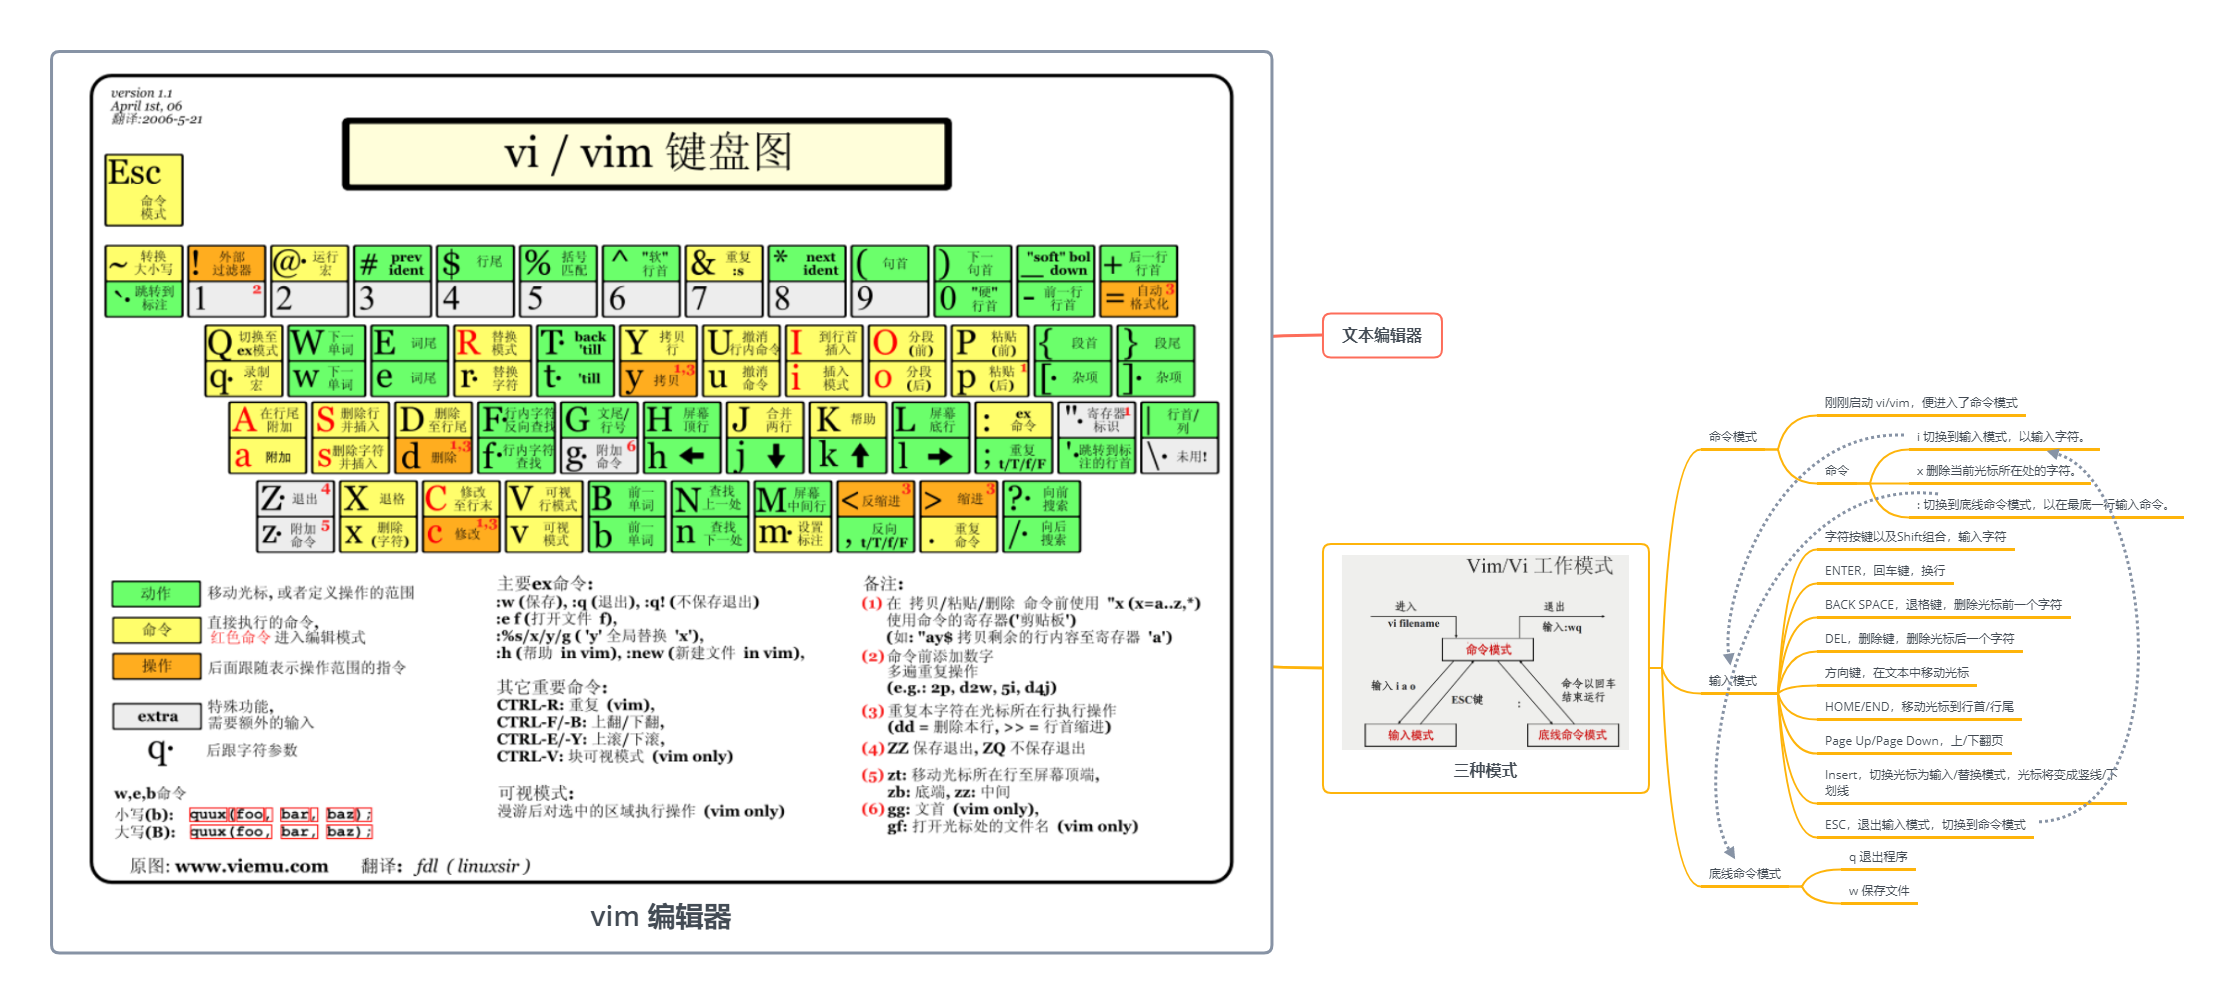 version 1.1
April 1st, 06
翻译:2006-5-21
vi / vim 键盘图
Esc
命令
模式
~ 转换
大小写
! 外部
过滤器
@· 运行
宏
# prev
ident
$ 行尾
% 括号
匹配
^ "软"
行首
& 重复
:s
* next
ident
( 句首
) 下一
句首
"soft" bol
_ down
+ 后一行
行首
`· 跳转到
标注
1 2
2
3
4
5
6
7
8
9
0 "硬"
行首
- 前一行
行首
= 自动 3
格式化
Q 切换至
ex模式
W 下一
单词
E 词尾
R 替换
模式
T· back
'till
Y 拷贝
行
U 撤消
行内命令
I 到行首
插入
O 分段
(前)
P 粘贴
(前)
{ 段首
} 段尾
q· 录制
宏
w 下一
单词
e 词尾
r· 替换
字符
t· 'till
y 拷贝 1,3
u 撤消
命令
i 插入
模式
o 分段
(后)
p 粘贴 1
(后)
[· 杂项
]· 杂项
A 在行尾
附加
S 删除行
并插入
D 删除
至行尾
F· 行内字符
反向查找
G 文尾/
行号
H 屏幕
顶行
J 合并
两行
K 帮助
L 屏幕
底行
: ex
命令
"· 寄存器 1
标识
| 行首/
列
a 附加
s 删除字符
并插入
d 删除 1,3
f· 行内字符
查找
g· 附加 6
命令
h ←
j ↓
k ↑
l →
; 重复
t/T/f/F
'· 跳转到标
注的行首
\· 未用!
Z· 退出 4
X 退格
C 修改
至行末
V 可视
行模式
B 前一
单词
N 查找
上一处
M 屏幕
中间行
< 反缩进 3
> 缩进 3
?· 向前
搜索
z· 附加 5
命令
x 删除
(字符)
c 修改 1,3
v 可视
模式
b 前一
单词
n 查找
下一处
m· 设置
标注
, 反向
t/T/f/F
. 重复
命令
/· 向后
搜索
动作 移动光标, 或者定义操作的范围
命令 直接执行的命令,
红色命令 进入编辑模式
操作 后面跟随表示操作范围的指令
extra 特殊功能,
需要额外的输入
q· 后跟字符参数
w,e,b命令
小写(b): quux(foo, bar, baz);
大写(B): quux(foo, bar, baz);
原图: www.viemu.com 翻译: fdl ( linuxsir )
主要ex命令:
:w (保存), :q (退出), :q! (不保存退出)
:e f (打开文件 f),
:%s/x/y/g ( 'y' 全局替换 'x'),
:h (帮助 in vim), :new (新建文件 in vim),
其它重要命令:
CTRL-R: 重复 (vim),
CTRL-F/-B: 上翻/下翻,
CTRL-E/-Y: 上滚/下滚,
CTRL-V: 块可视模式 (vim only)
可视模式:
漫游后对选中的区域执行操作 (vim only)
备注:
(1) 在 拷贝/粘贴/删除 命令前使用 "x (x=a..z,*)
使用命令的寄存器('剪贴板')
(如: "ay$ 拷贝剩余的行内容至寄存器 'a')
(2) 命令前添加数字
多遍重复操作
(e.g.: 2p, d2w, 5i, d4j)
(3) 重复本字符在光标所在行执行操作
(dd = 删除本行, >> = 行首缩进)
(4) ZZ 保存退出, ZQ 不保存退出
(5) zt: 移动光标所在行至屏幕顶端,
zb: 底端, zz: 中间
(6) gg: 文首 (vim only),
gf: 打开光标处的文件名 (vim only)
vim 编辑器
文本编辑器
Vim/Vi 工作模式
进入
vi filename
退出
输入:wq
命令模式
输入 i a o
ESC键
:
命令以回车
结束运行
输入模式
底线命令模式
三种模式
命令模式
刚刚启动 vi/vim，便进入了命令模式
命令
i 切换到输入模式，以输入字符。
x 删除当前光标所在处的字符。
: 切换到底线命令模式，以在最底一行输入命令。
输入模式
字符按键以及Shift组合，输入字符
ENTER，回车键，换行
BACK SPACE，退格键，删除光标前一个字符
DEL，删除键，删除光标后一个字符
方向键，在文本中移动光标
HOME/END，移动光标到行首/行尾
Page Up/Page Down，上/下翻页
Insert，切换光标为输入/替换模式，光标将变成竖线/下
划线
ESC，退出输入模式，切换到命令模式
底线命令模式
q 退出程序
w 保存文件